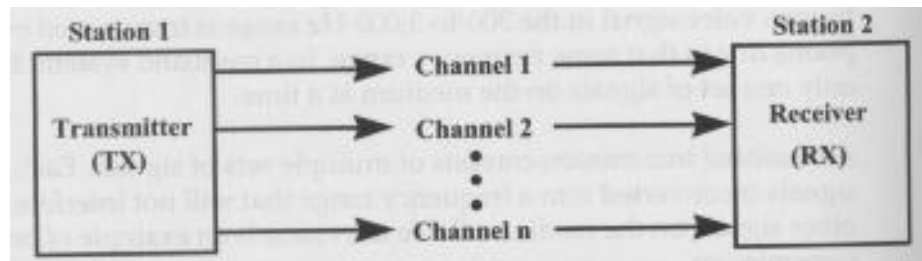 Station 1
Station 2
Channel 1
Transmitter
(TX)
Channel 2
Receiver
(RX)
Channel n